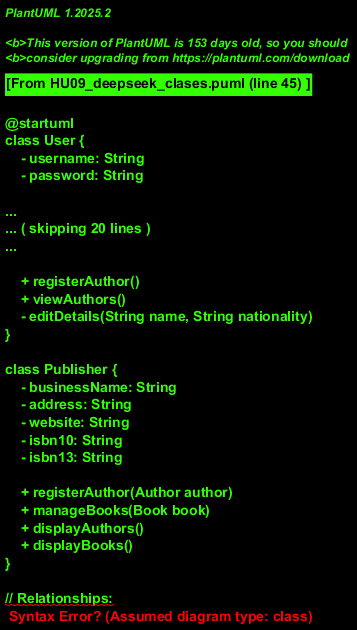 PlantUML 1.2025.2
<b>This version of PlantUML is 153 days old, so you should
<b>consider upgrading from https://plantuml.com/download
[From HU09_deepseek_clases.puml (line 45) ]
@startuml
class User {
- username: String
- password: String
...
... ( skipping 20 lines )
...
+ registerAuthor()
+ viewAuthors()
- editDetails(String name, String nationality)
}
class Publisher {
- businessName: String
- address: String
- website: String
- isbn10: String
- isbn13: String
+ registerAuthor(Author author)
+ manageBooks(Book book)
+ displayAuthors()
+ displayBooks()
}
// Relationships:
Syntax Error? (Assumed diagram type: class)